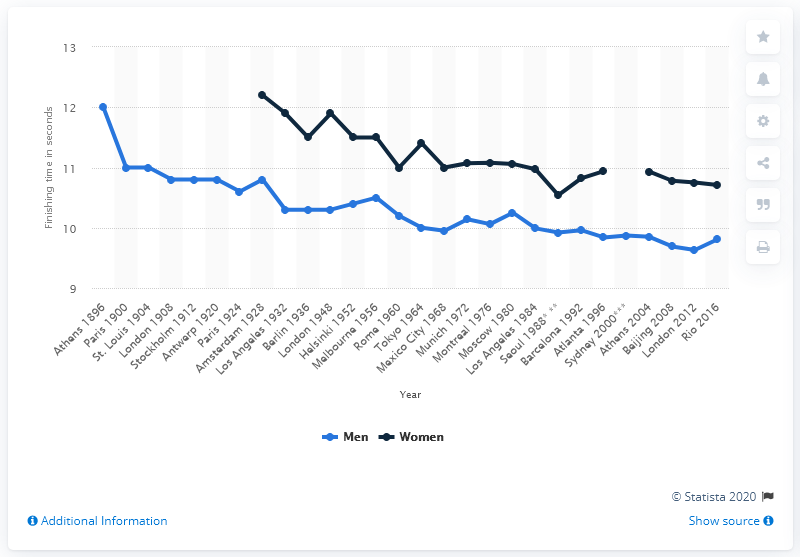 13
12
11
10
9
Finishing time in seconds
Athens 1896
Paris 1900
St. Louis 1904
London 1908
Stockholm 1912
Antwerp 1920
Paris 1924
Amsterdam 1928
Los Angeles 1932
Berlin 1936
London 1948
Helsinki 1952
Melbourne 1956
Rome 1960
Tokyo 1964
Mexico City 1968
Munich 1972
Montreal 1976
Moscow 1980
Los Angeles 1984
Seoul 1988* **
Barcelona 1992
Atlanta 1996
Sydney 2000***
Athens 2004
Beijing 2008
London 2012
Rio 2016
Year
Men Women
© Statista 2020
Additional Information Show source